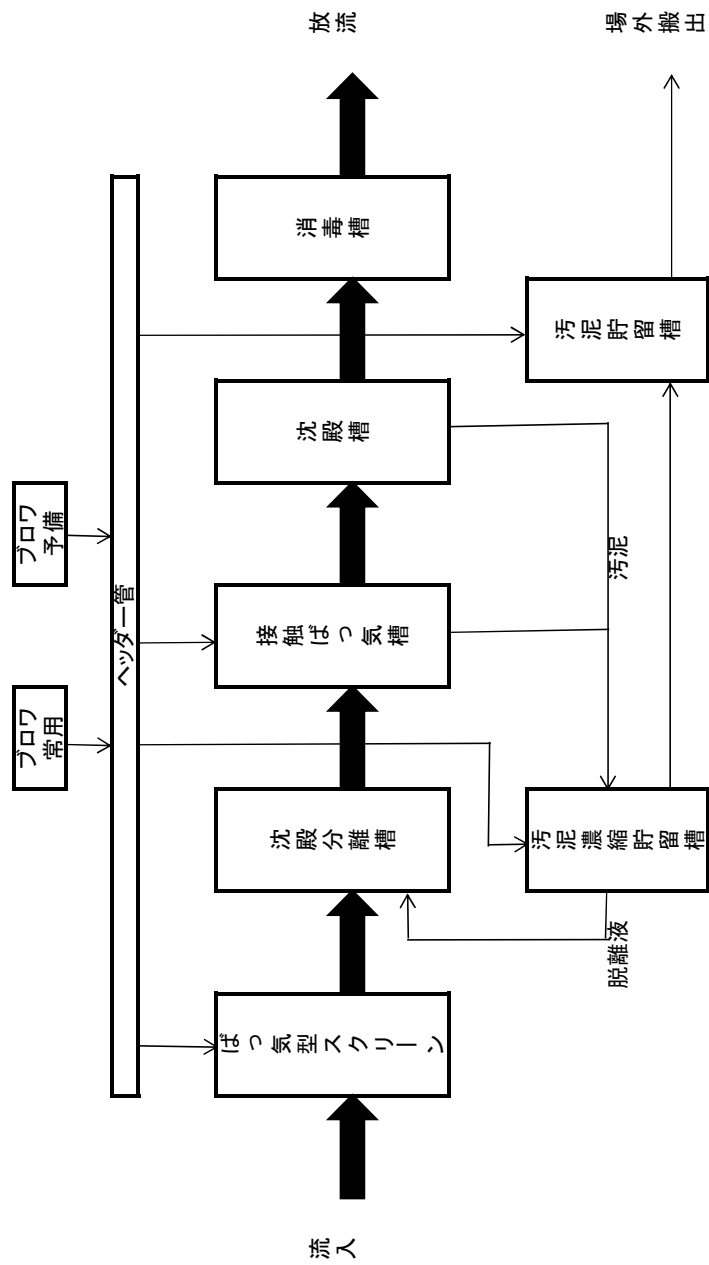 ブロワ
常用
ブロワ
予備
ヘッダー管
流入
ばっ気型スクリーン
沈殿分離槽
接触ばっ気槽
沈殿槽
消毒槽
放流
脱離液
汚泥濃縮貯留槽
汚泥
汚泥貯留槽
場外搬出